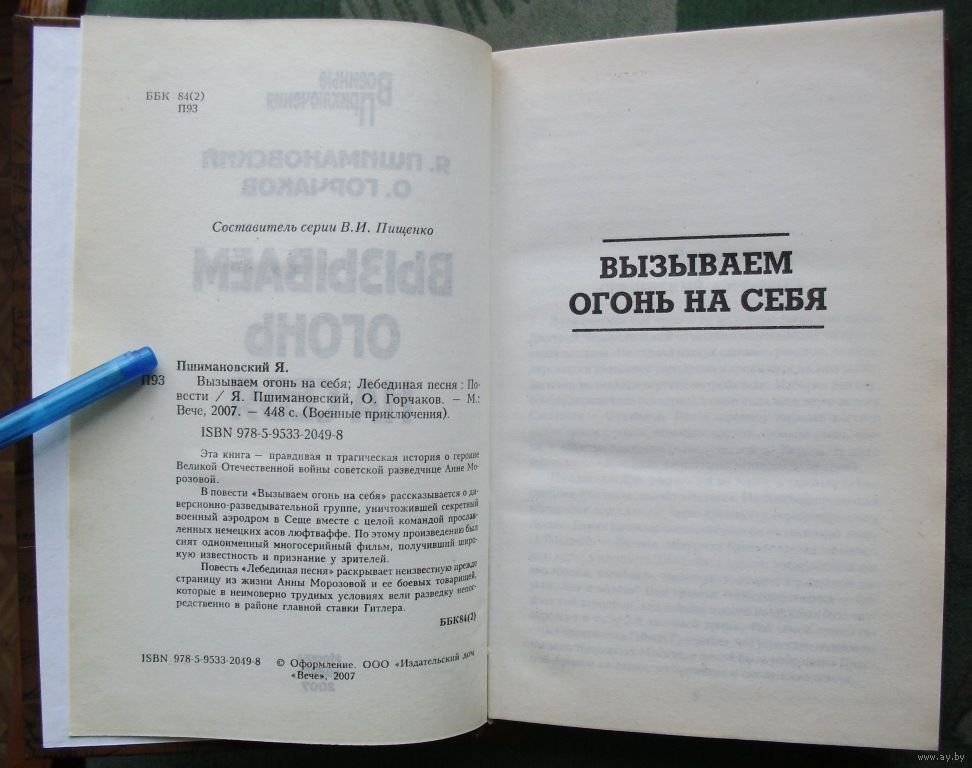 ББК 84(2)
П93
Составитель серии В.И. Пищенко
Пшимановский Я.
П93
Вызываем огонь на себя; Лебединая песня : По-
вести / Я. Пшимановский, О. Горчаков. — М.:
Вече, 2007. — 448 с. (Военные приключения).
ISBN 978-5-9533-2049-8
Эта книга — правдивая и трагическая история о героине
Великой Отечественной войны советской разведчице Анне Мо-
розовой.
В повести «Вызываем огонь на себя» рассказывается о ди-
версионно-разведывательной группе, уничтожившей секретный
военный аэродром в Сеще вместе с целой командой прослав-
ленных немецких асов люфтваффе. По этому произведению был
снят одноименный многосерийный фильм, получивший широ-
кую известность и признание у зрителей.
Повесть «Лебединая песня» раскрывает неизвестную прежде
страницу из жизни Анны Морозовой и ее боевых товарищей,
которые в неимоверно трудных условиях вели разведку непос-
редственно в районе главной ставки Гитлера.
ББК84(2)
ISBN 978-5-9533-2049-8 © Оформление. ООО «Издательский дом
«Вече», 2007
ВЫЗЫВАЕМ
ОГОНЬ НА СЕБЯ
www.ay.by